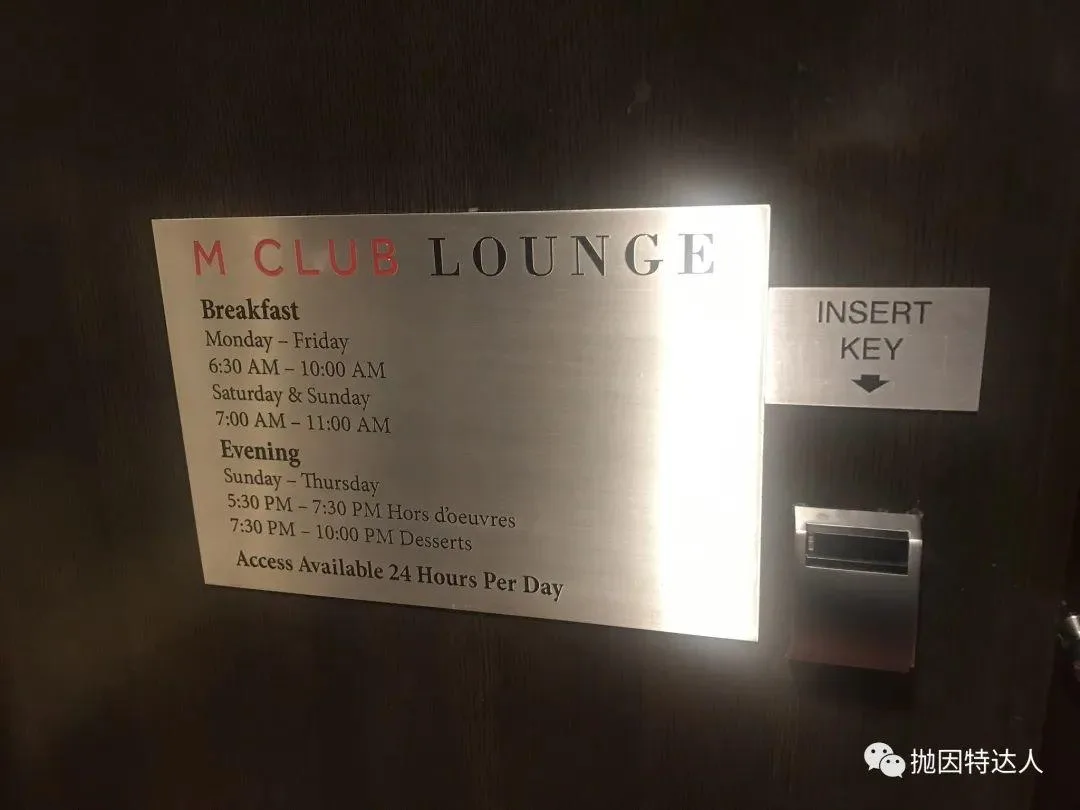 M CLUB LOUNGE
Breakfast
Monday – Friday
6:30 AM – 10:00 AM
Saturday & Sunday
7:00 AM – 11:00 AM
Evening
Sunday – Thursday
5:30 PM – 7:30 PM Hors d'oeuvres
7:30 PM – 10:00 PM Desserts
Access Available 24 Hours Per Day
INSERT
KEY
抛因特达人